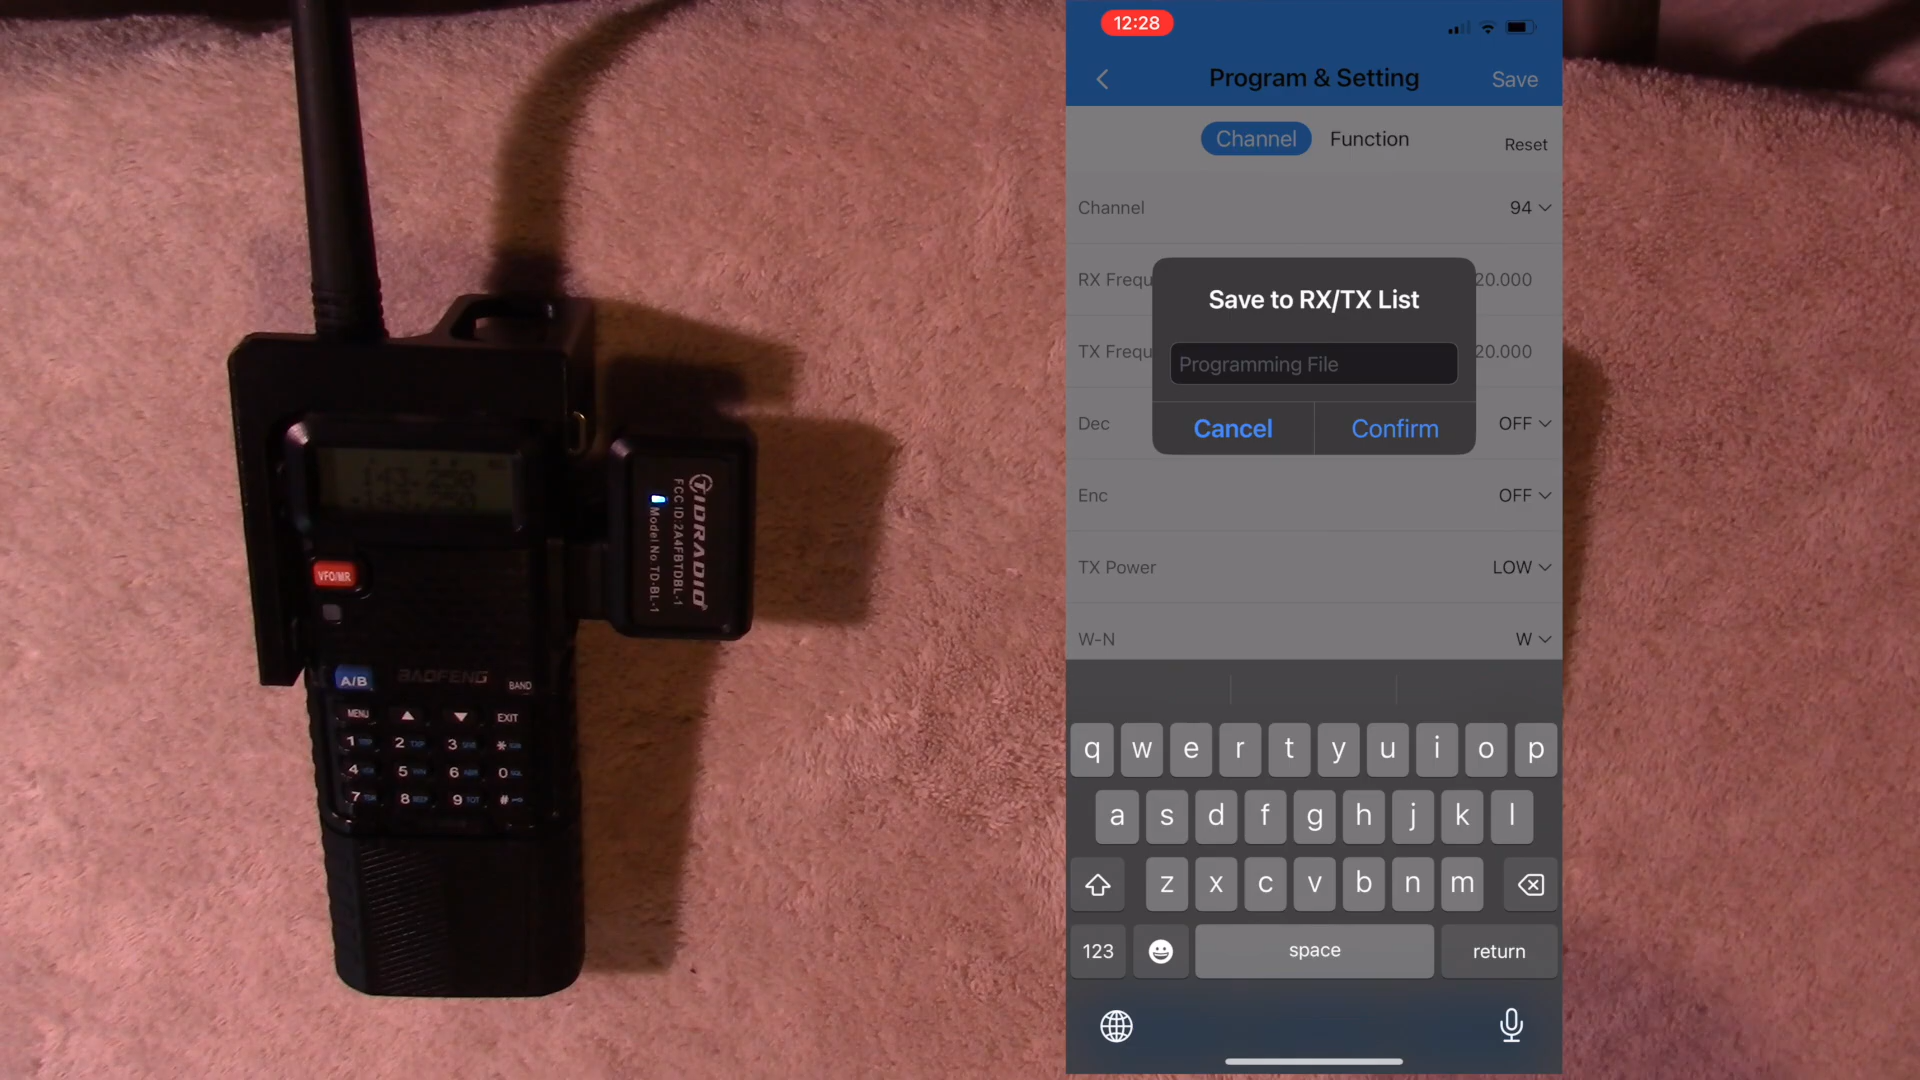 VFO/MR
A/B
BAOFENG
BAND
MENU
EXIT
1
2
3
*
4
5
6
0
7
8
9
#
TIDRADIO
FCC ID:2A4FBTDBL-1
Model No. TD-BL-1
12:28
Program & Setting
Save
Channel
Function
Reset
Channel
94
RX Frequ
20.000
Save to RX/TX List
TX Frequ
20.000
Programming File
Dec
OFF
Cancel
Confirm
Enc
OFF
TX Power
LOW
W-N
W
q w e r t y u i o p
a s d f g h j k l
z x c v b n m
123
space
return